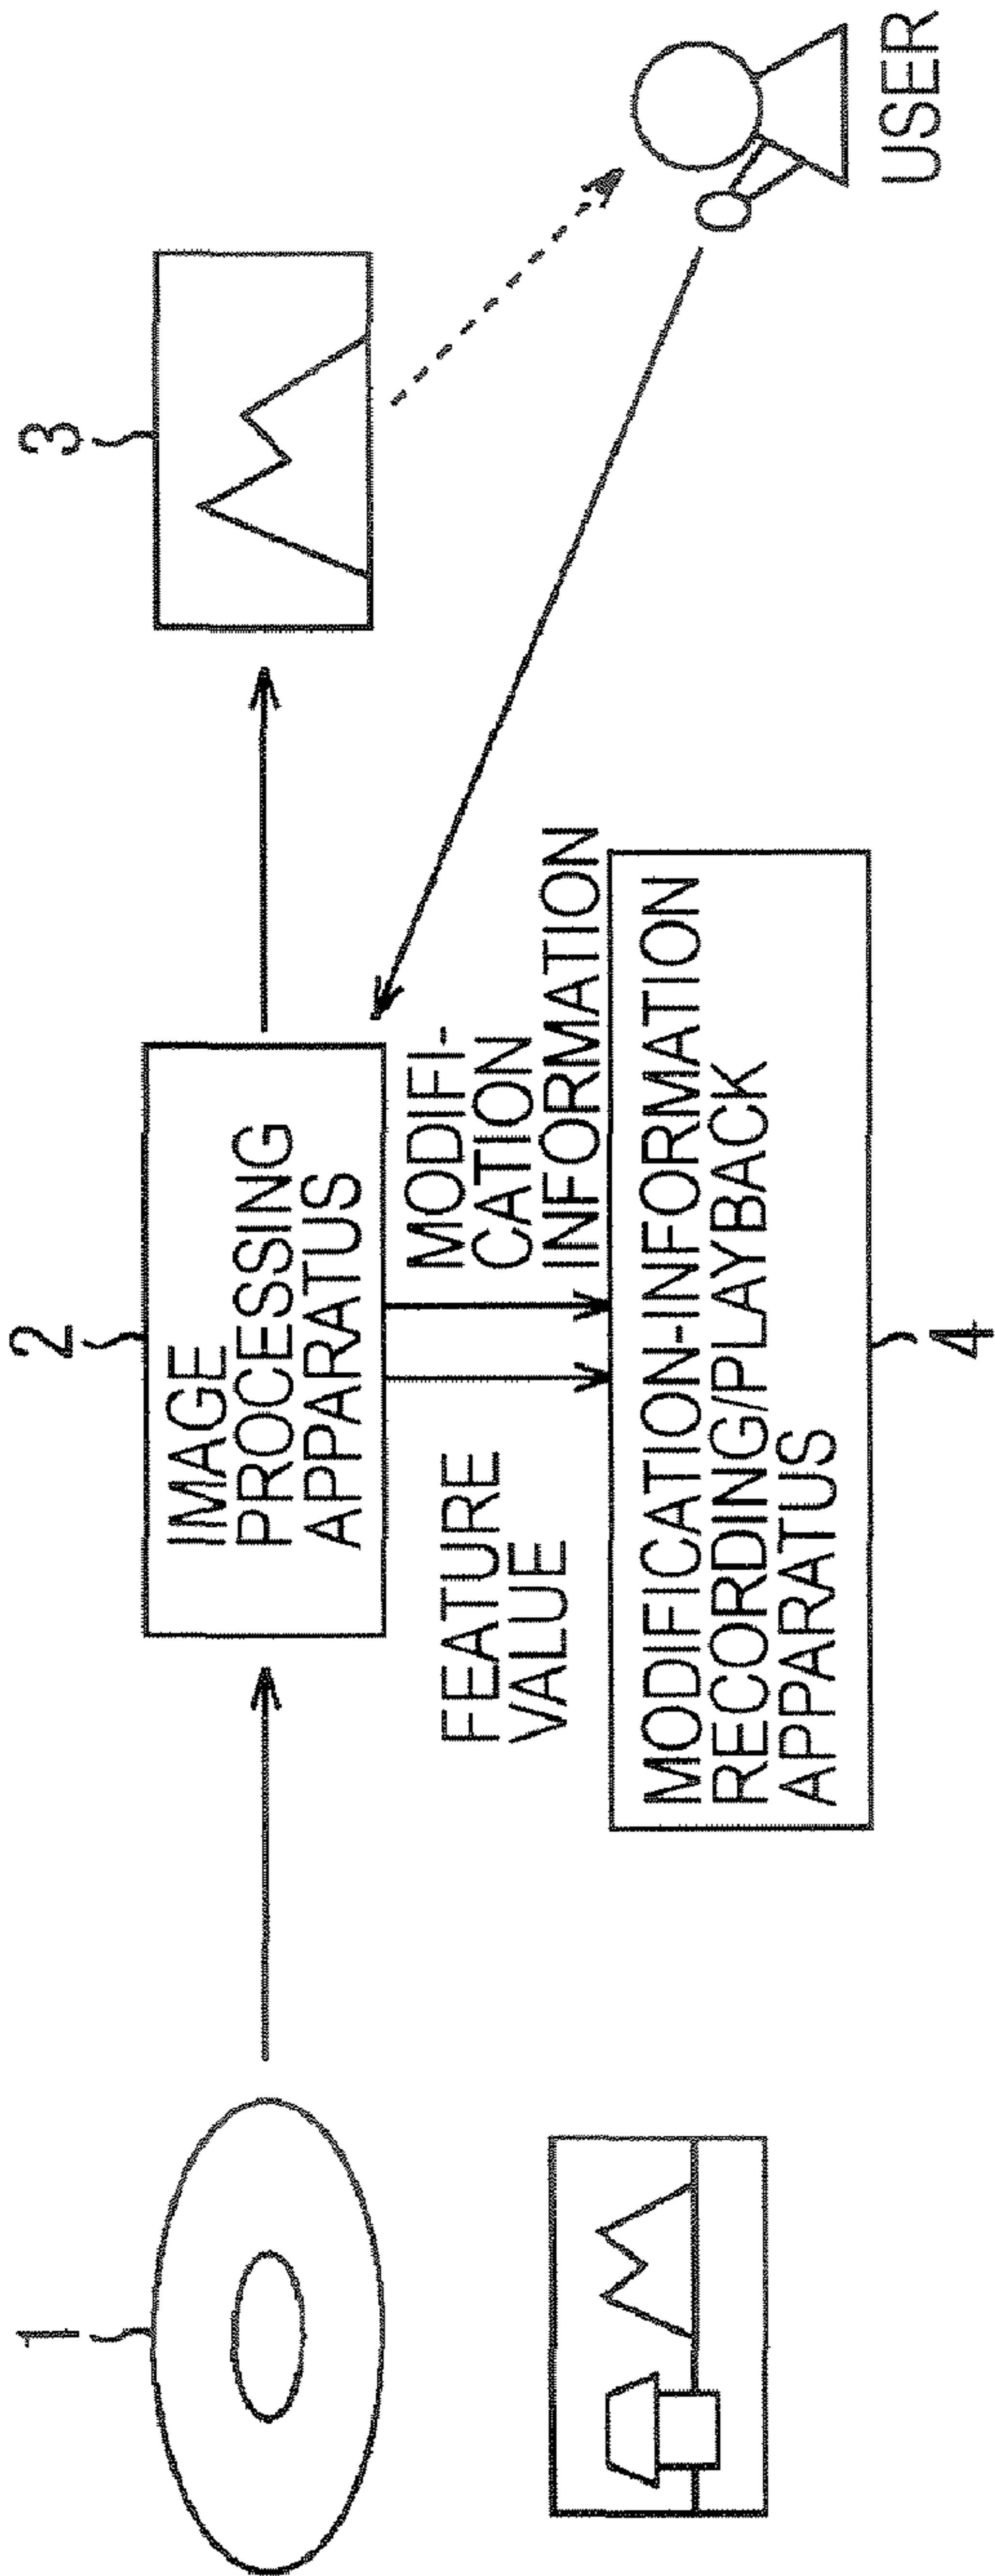 1
2
IMAGE
PROCESSING
APPARATUS
3
FEATURE
VALUE
MODIFI-
CATION
INFORMATION
MODIFICATION-INFORMATION
RECORDING/PLAYBACK
APPARATUS
4
USER